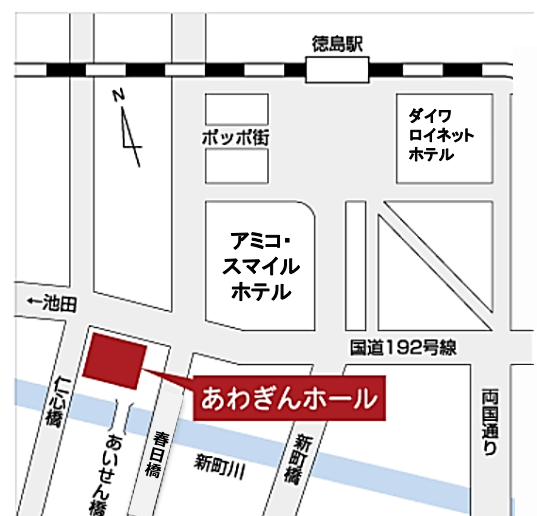 徳島駅
N
ポッポ街
ダイワ
ロイネット
ホテル
アミコ・
スマイル
ホテル
←池田
国道192号線
あわぎんホール
仁心橋
あいせん橋
春日橋
新町川
新町橋
両国通り